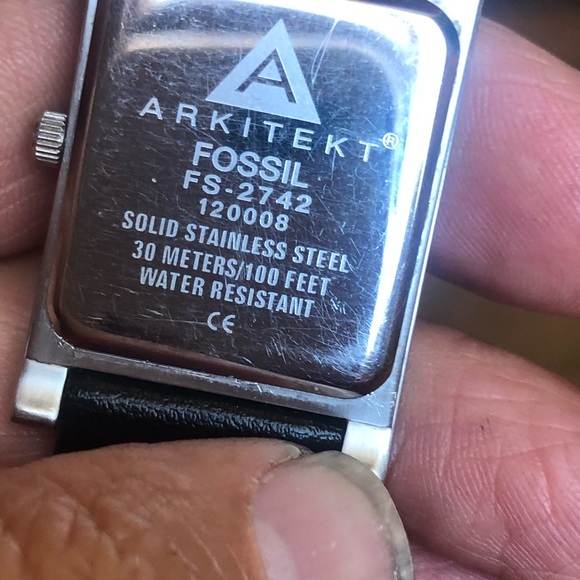 A
ARKITEKT®
FOSSIL
FS-2742
120008
SOLID STAINLESS STEEL
30 METERS/100 FEET
WATER RESISTANT
CE